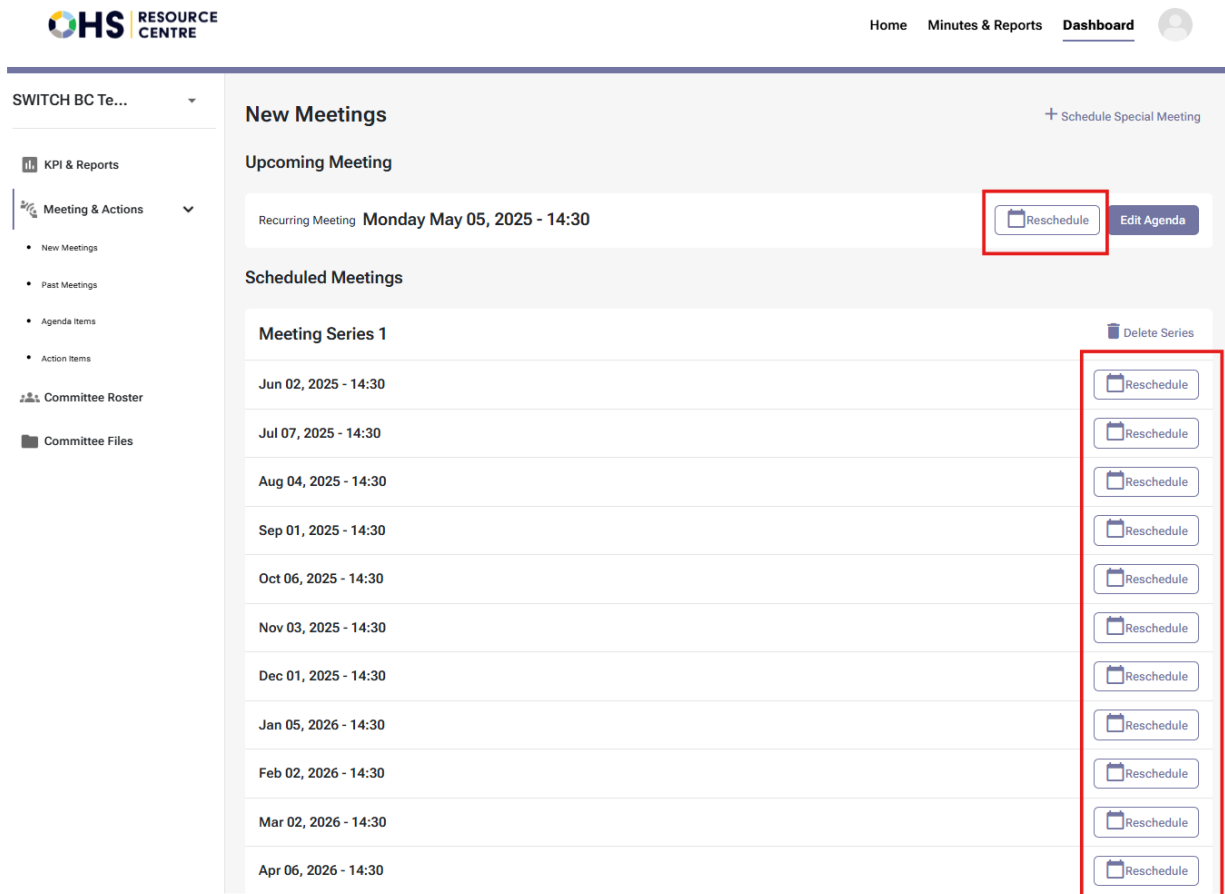 OHS RESOURCE CENTRE
Home Minutes & Reports Dashboard
SWITCH BC Te...
KPI & Reports
Meeting & Actions
New Meetings
Past Meetings
Agenda Items
Action Items
Committee Roster
Committee Files
New Meetings
+ Schedule Special Meeting
Upcoming Meeting
Recurring Meeting Monday May 05, 2025 - 14:30 Reschedule Edit Agenda
Scheduled Meetings
Meeting Series 1 Delete Series
Jun 02, 2025 - 14:30 Reschedule
Jul 07, 2025 - 14:30 Reschedule
Aug 04, 2025 - 14:30 Reschedule
Sep 01, 2025 - 14:30 Reschedule
Oct 06, 2025 - 14:30 Reschedule
Nov 03, 2025 - 14:30 Reschedule
Dec 01, 2025 - 14:30 Reschedule
Jan 05, 2026 - 14:30 Reschedule
Feb 02, 2026 - 14:30 Reschedule
Mar 02, 2026 - 14:30 Reschedule
Apr 06, 2026 - 14:30 Reschedule